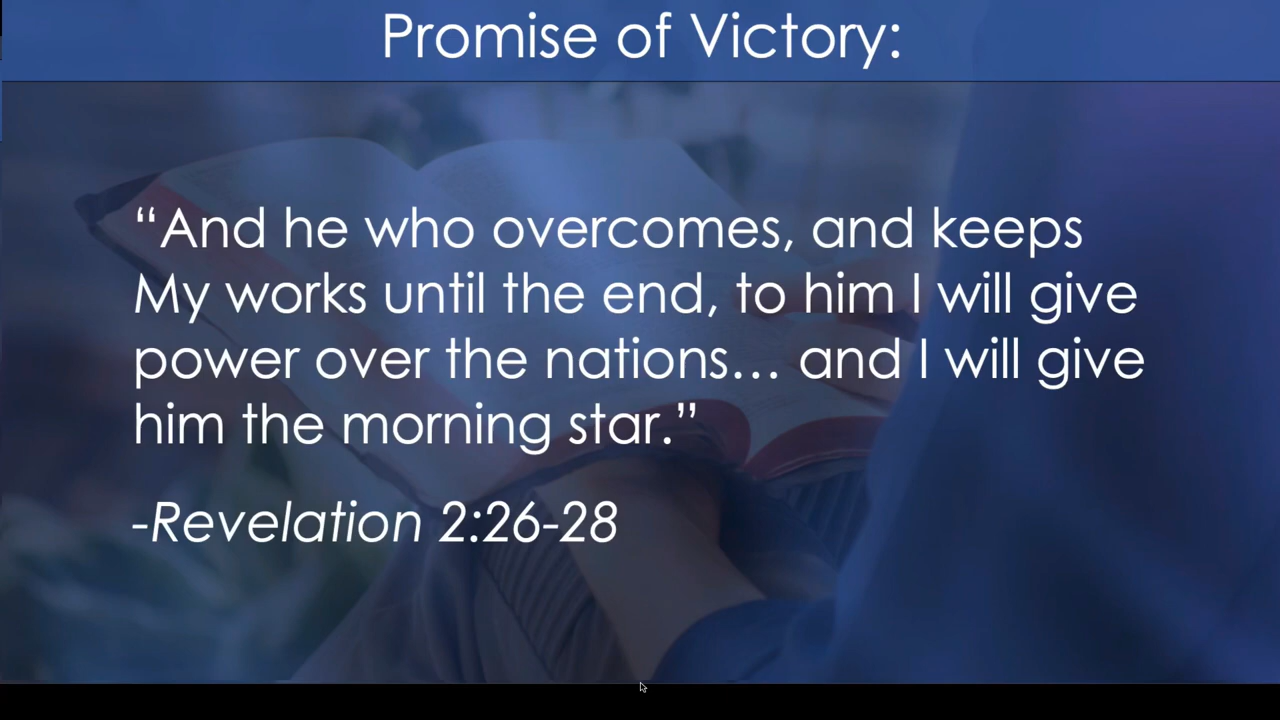 Promise of Victory:
“And he who overcomes, and keeps
My works until the end, to him I will give
power over the nations… and I will give
him the morning star.”
-Revelation 2:26-28